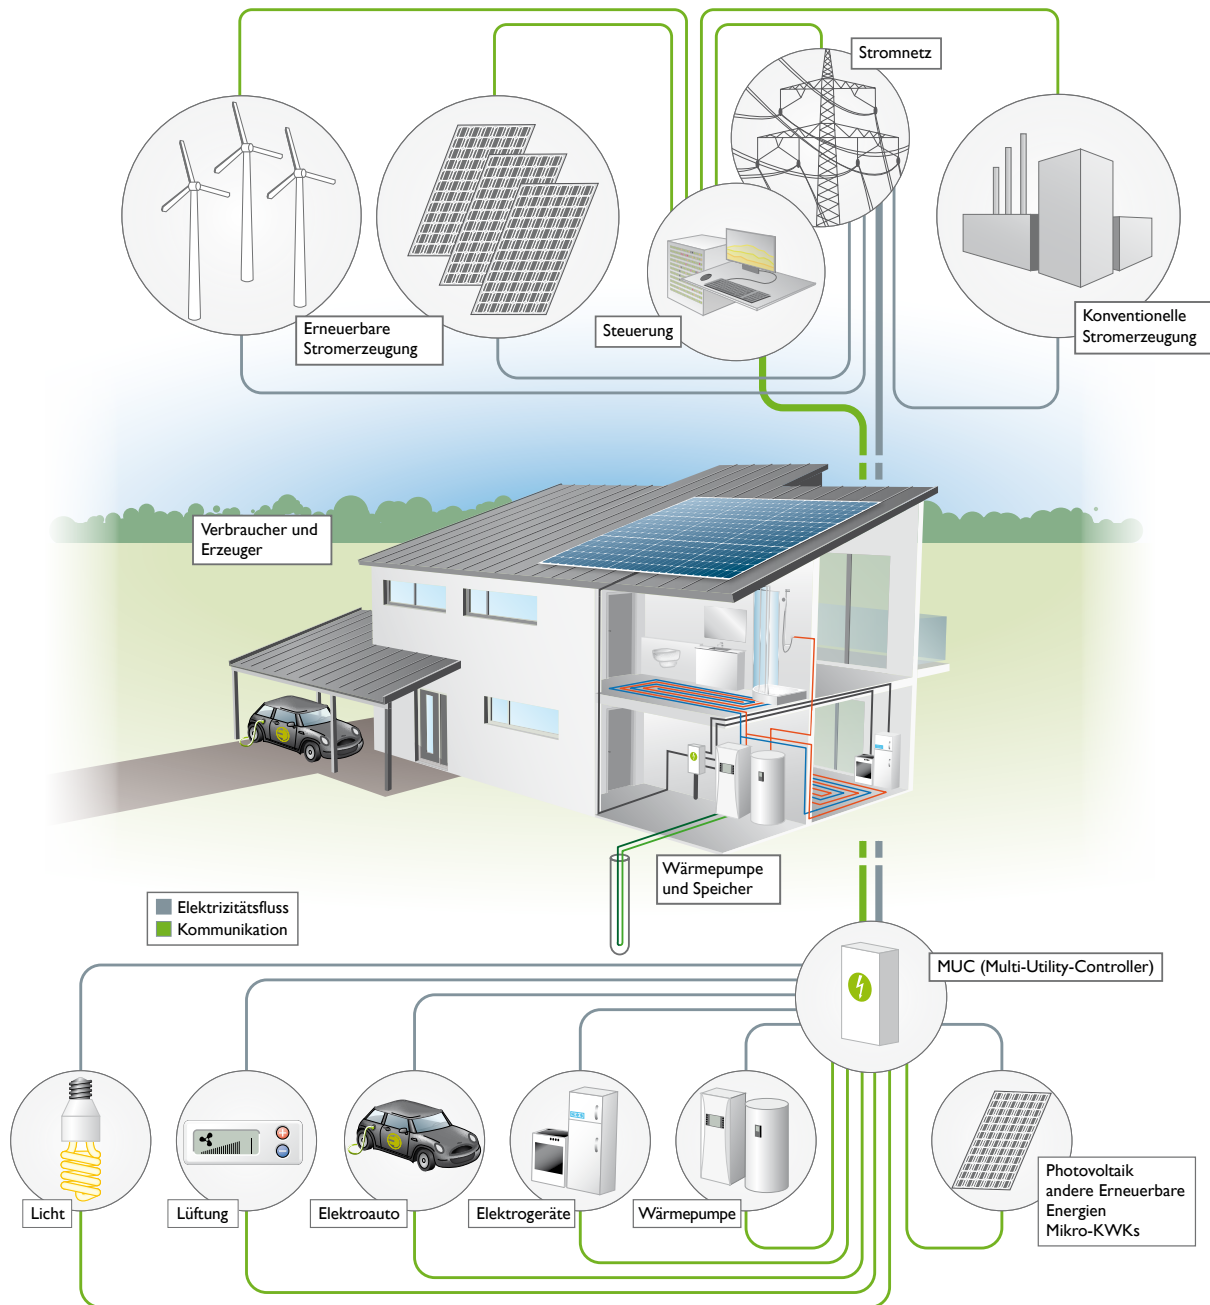 Stromnetz
Erneuerbare
Stromerzeugung
Steuerung
Konventionelle
Stromerzeugung
Verbraucher und
Erzeuger
Wärmepumpe
und Speicher
Elektrizitätsfluss
Kommunikation
MUC (Multi-Utility-Controller)
Licht
Lüftung
Elektroauto
Elektrogeräte
Wärmepumpe
Photovoltaik
andere Erneuerbare
Energien
Mikro-KWKs